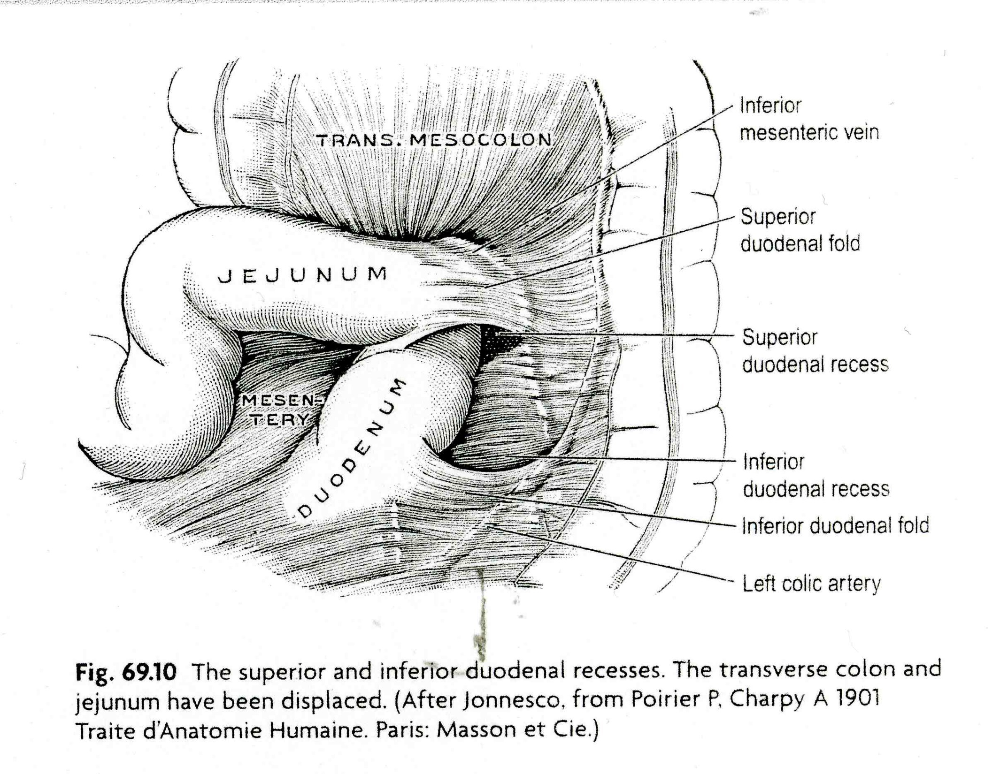 TRANS. MESOCOLON
Inferior
mesenteric vein
Superior
duodenal fold
JEJUNUM
Superior
duodenal recess
MESEN-
TERY
DUODENUM
Inferior
duodenal recess
Inferior duodenal fold
Left colic artery
Fig. 69.10 The superior and inferior duodenal recesses. The transverse colon and
jejunum have been displaced. (After Jonnesco, from Poirier P, Charpy A 1901
Traite d'Anatomie Humaine. Paris: Masson et Cie.)